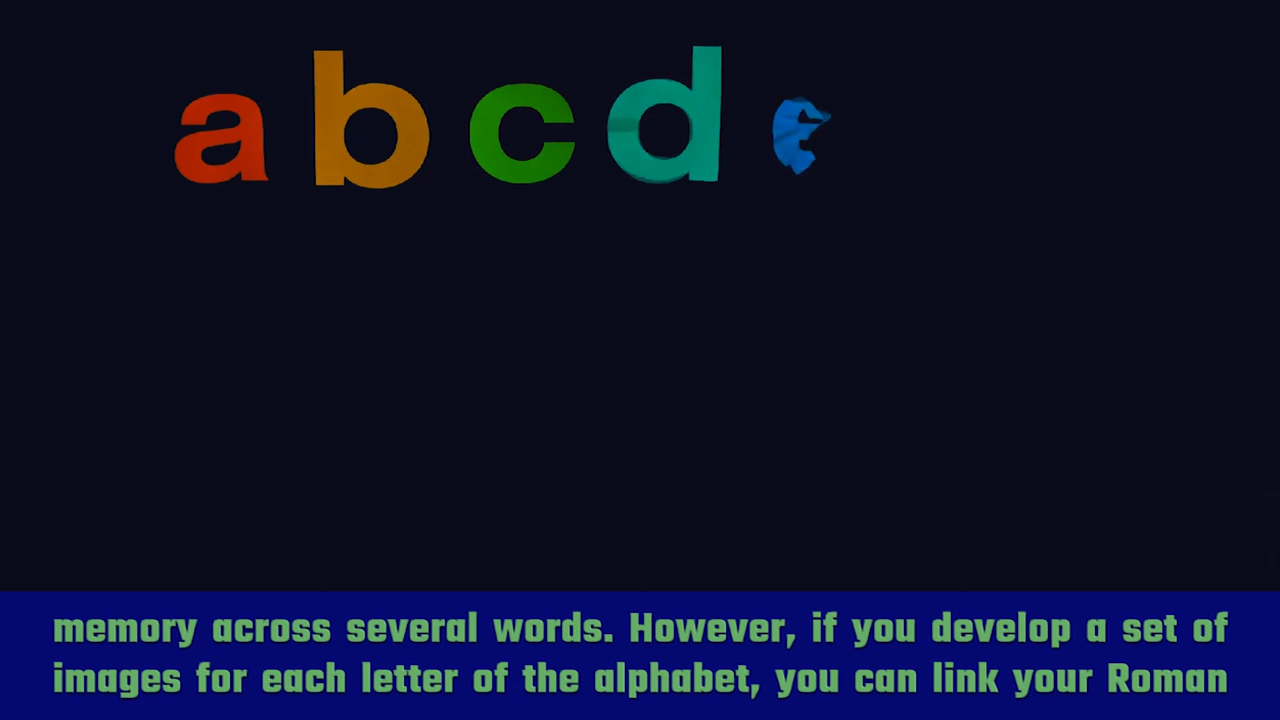 a b c d e
memory across several words. However, if you develop a set of
images for each letter of the alphabet, you can link your Roman